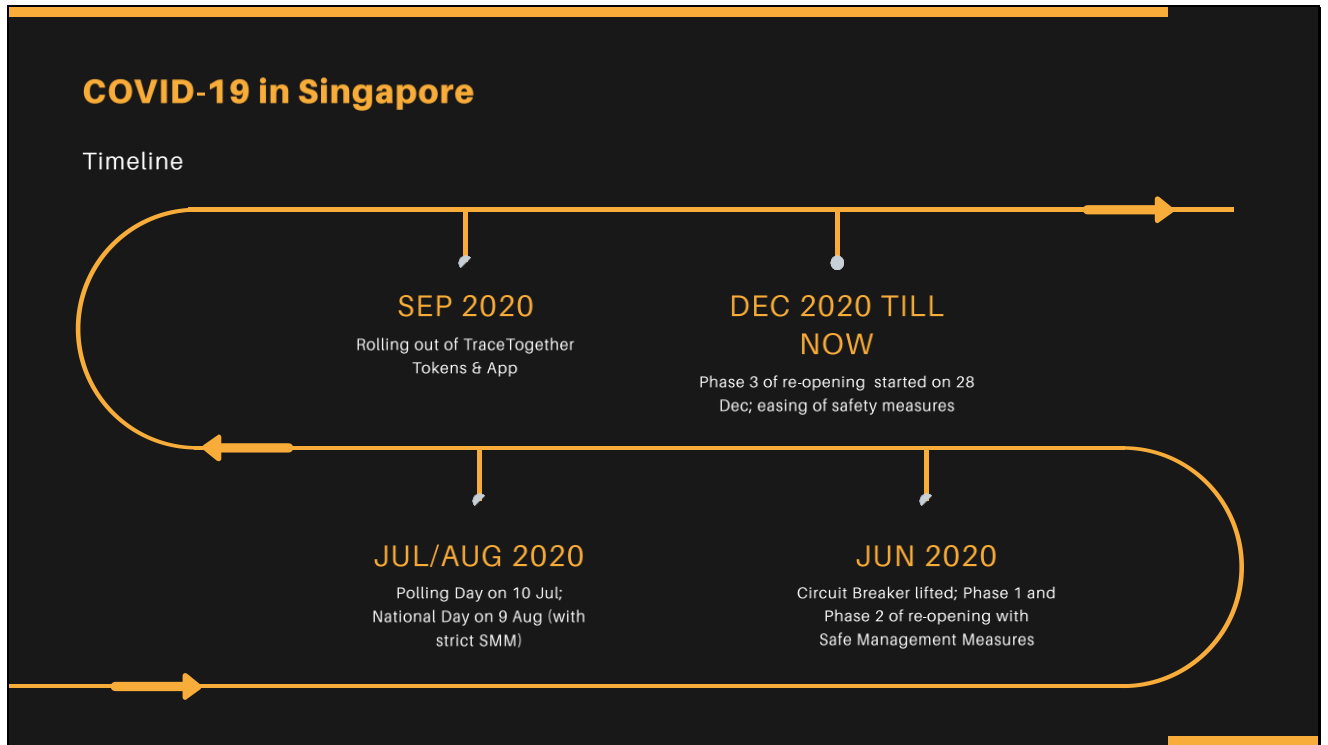 COVID-19 in Singapore
Timeline
SEP 2020
Rolling out of TraceTogether
Tokens & App
DEC 2020 TILL
NOW
Phase 3 of re-opening  started on 28
Dec; easing of safety measures
JUL/AUG 2020
Polling Day on 10 Jul;
National Day on 9 Aug (with
strict SMM)
JUN 2020
Circuit Breaker lifted; Phase 1 and
Phase 2 of re-opening with
Safe Management Measures